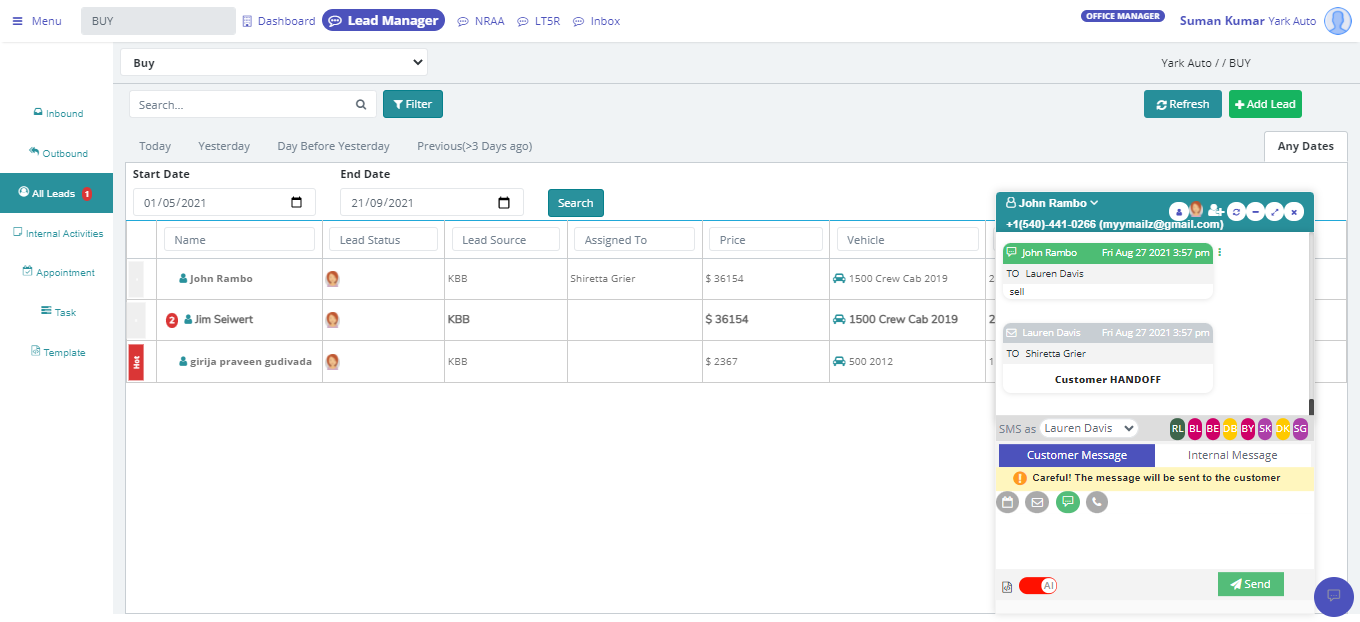 Menu
BUY
Dashboard
Lead Manager
NRAA
LT5R
Inbox
OFFICE MANAGER
Suman Kumar Yark Auto
Buy
Yark Auto / / BUY
Inbound
Outbound
All Leads 1
Internal Activities
Appointment
Task
Template
Search...
Filter
Refresh
Add Lead
Today
Yesterday
Day Before Yesterday
Previous(>3 Days ago)
Any Dates
Start Date
End Date
01/05/2021
21/09/2021
Search
Name
Lead Status
Lead Source
Assigned To
Price
Vehicle
John Rambo
KBB
Shiretta Grier
$ 36154
1500 Crew Cab 2019
2
2 Jim Seiwert
KBB
$ 36154
1500 Crew Cab 2019
2
Hot
girija praveen gudivada
KBB
$ 2367
500 2012
1
John Rambo
+1(540)-441-0266 (myymailz@gmail.com)
John Rambo Fri Aug 27 2021 3:57 pm
TO Lauren Davis
sell
Lauren Davis Fri Aug 27 2021 3:57 pm
TO Shiretta Grier
Customer HANDOFF
SMS as Lauren Davis
RL BL BE DB BY SK DK SG
Customer Message
Internal Message
Careful! The message will be sent to the customer
AI
Send